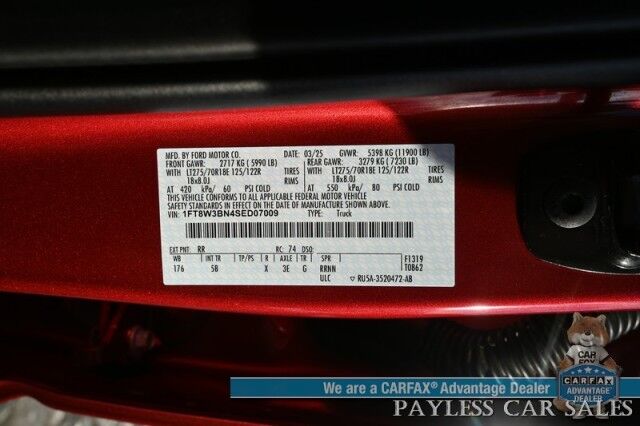 MFD. BY FORD MOTOR CO. 03/25 GVWR: 5398 KG (11900 LB)
FRONT GAWR: 2717 KG ( 5990 LB) REAR GAWR: 3279 KG ( 7230 LB)
WITH LT275/70R18E 125/122R TIRES WITH LT275/70R18E 125/122R TIRES
18x8.0J RIMS 18x8.0J RIMS
AT 420 kPa/ 60 PSI COLD AT 550 kPa/ 80 PSI COLD
THIS VEHICLE CONFORMS TO ALL APPLICABLE FEDERAL MOTOR VEHICLE
SAFETY STANDARDS IN EFFECT ON THE DATE OF MANUFACTURE SHOWN ABOVE.
VIN: 1FT8W3BN4SED07009 TYPE: Truck
EXT PNT: RR RC: 74 DSO:
WB INT TR TP/PS R AXLE TR SPR F1319
176 5B X 3E G RRNN T0B62
ULC ▽ RU5A-3520472-AB
CAR FOX
We are a CARFAX® Advantage Dealer
CARFAX
ADVANTAGE
DEALER
PAYLESS CAR SALES